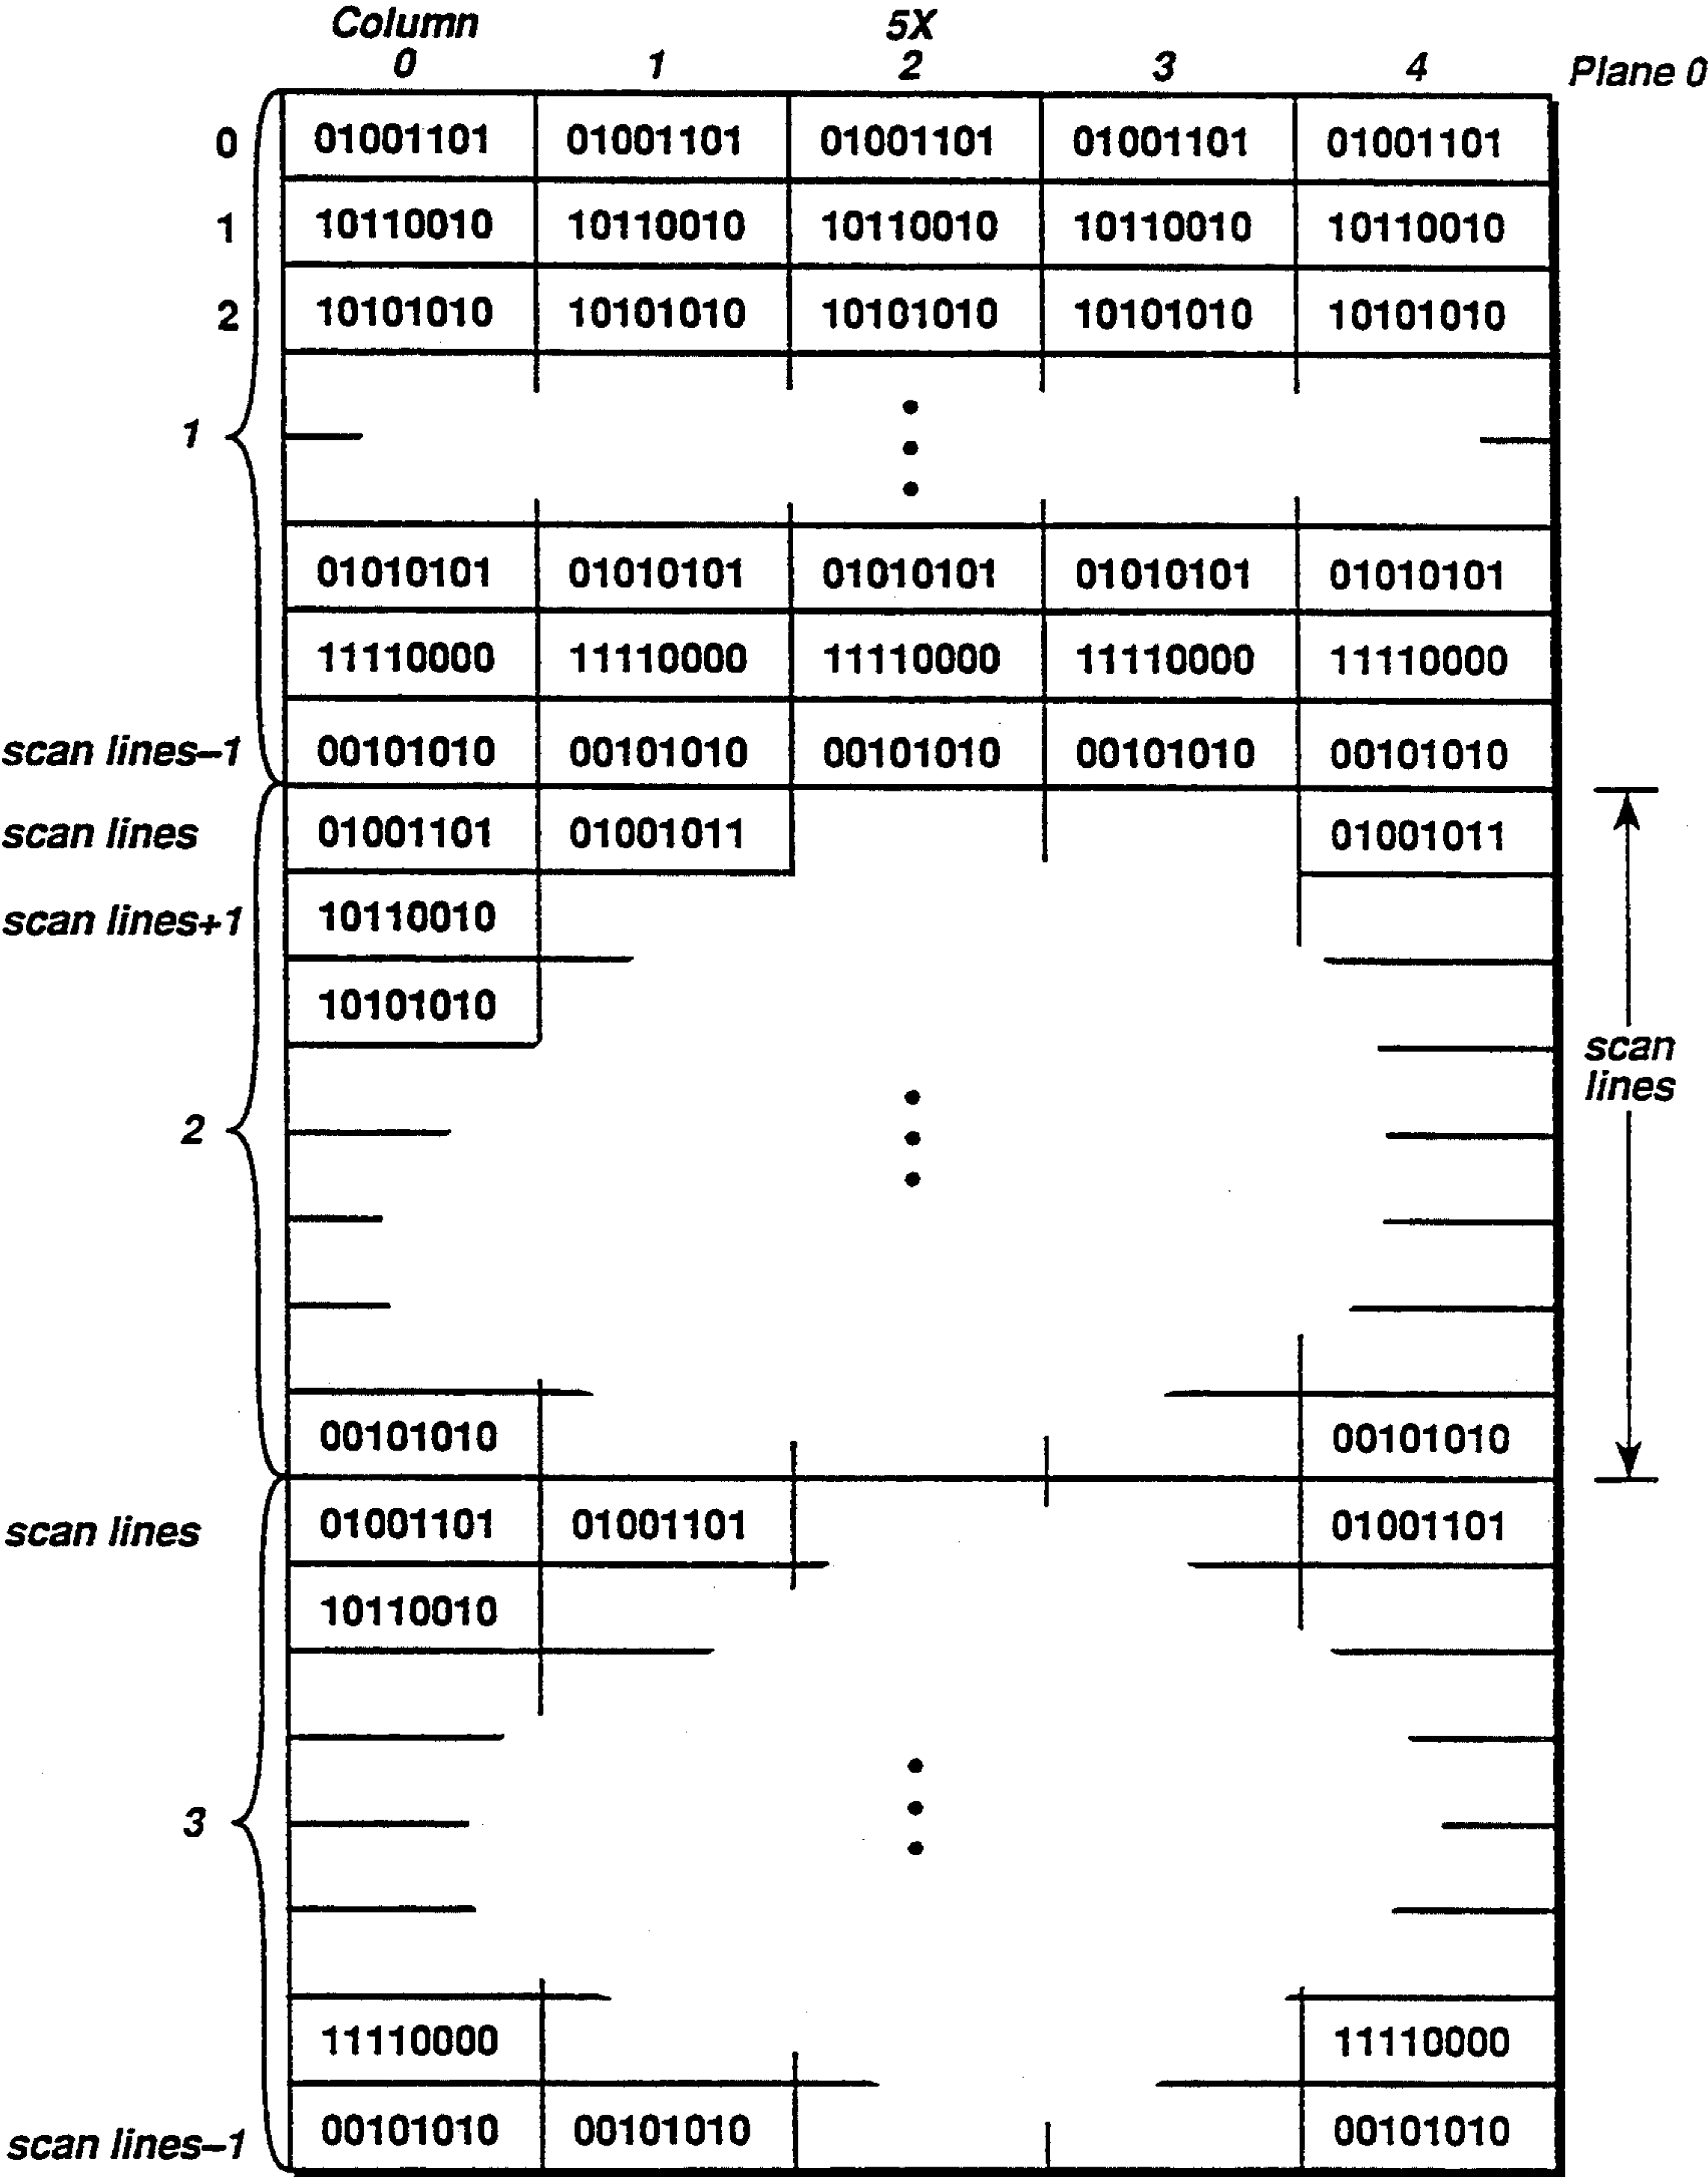 Column 5X
0 1 2 3 4 Plane 0
0 01001101 01001101 01001101 01001101 01001101
1 10110010 10110010 10110010 10110010 10110010
2 10101010 10101010 10101010 10101010 10101010
1
01010101 01010101 01010101 01010101 01010101
11110000 11110000 11110000 11110000 11110000
scan lines–1 00101010 00101010 00101010 00101010 00101010
scan lines 01001101 01001011 01001011
scan lines+1 10110010
10101010
scan
lines
2
00101010 00101010
scan lines 01001101 01001101 01001101
10110010
3
11110000 11110000
scan lines–1 00101010 00101010 00101010